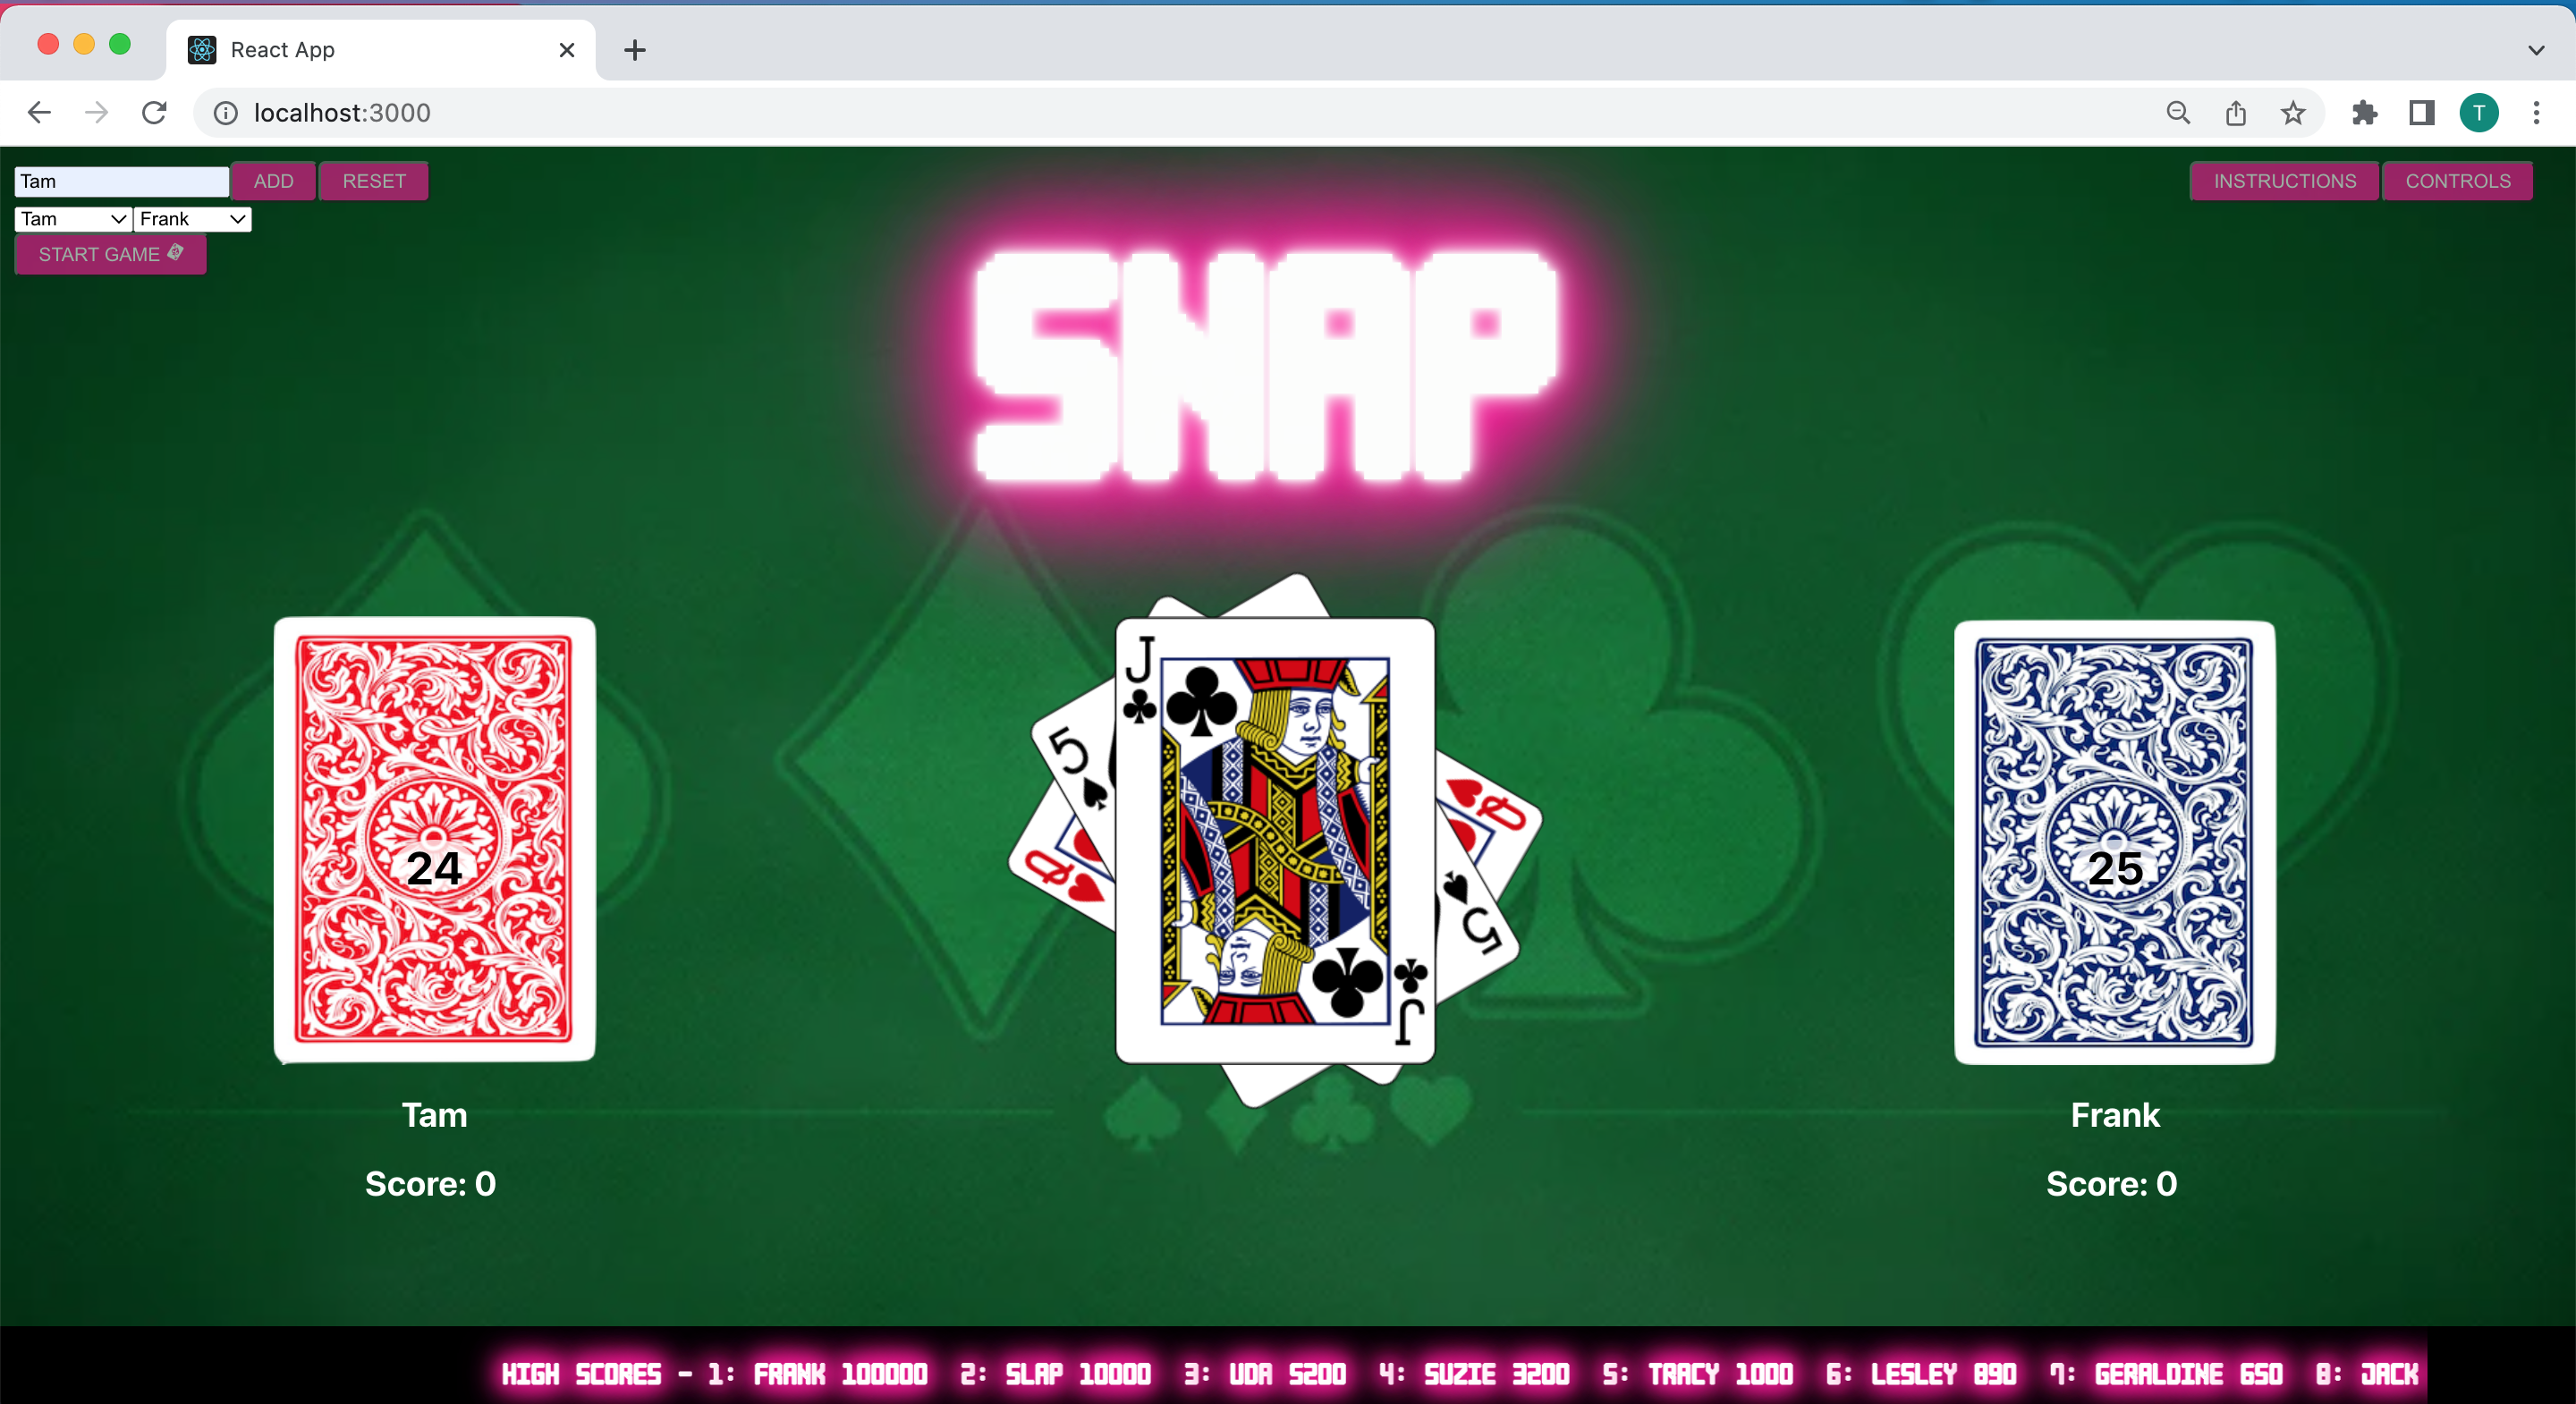 React App
localhost:3000
T
Tam ADD RESET
INSTRUCTIONS CONTROLS
Tam Frank
START GAME
SNAP
J
5
Q
Q
5
J
24
25
Tam
Frank
Score: 0
Score: 0
HIGH SCORES - 1: FRANK 100000 2: SLAP 10000 3: UDA 5200 4: SUZIE 3200 5: TRACY 1000 6: LESLEY 890 7: GERALDINE 650 8: JACK